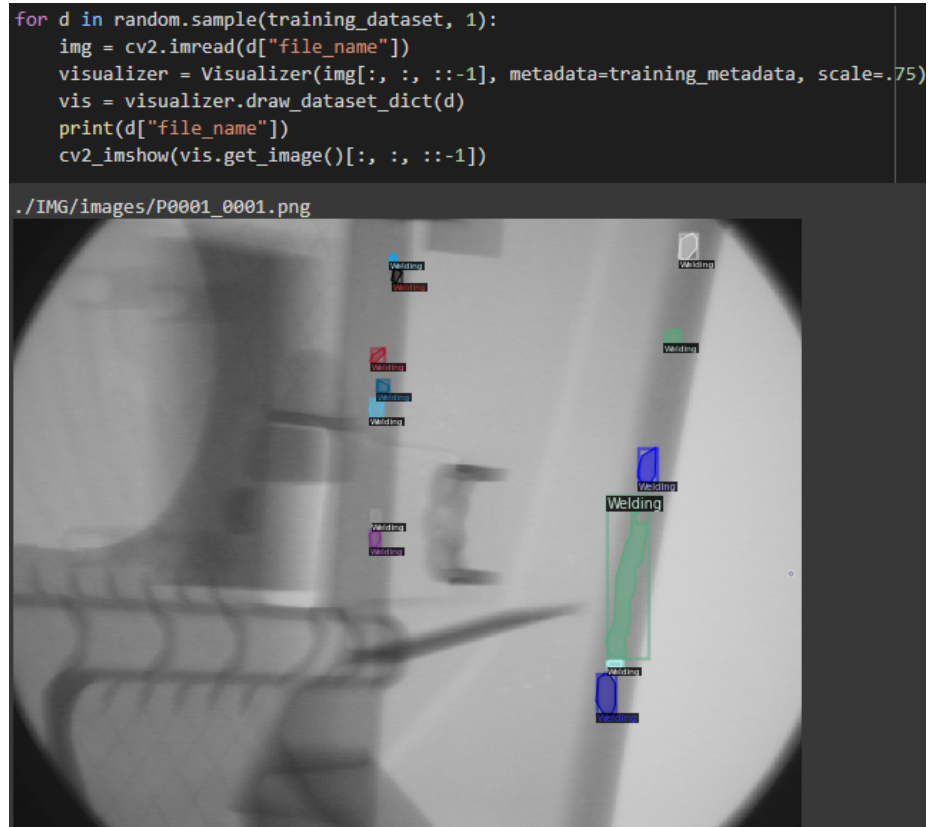 for d in random.sample(training_dataset, 1):
    img = cv2.imread(d["file_name"])
    visualizer = Visualizer(img[:, :, ::-1], metadata=training_metadata, scale=.75)
    vis = visualizer.draw_dataset_dict(d)
    print(d["file_name"])
    cv2_imshow(vis.get_image()[:, :, ::-1])
./IMG/images/P0001_0001.png
Welding
Welding
Welding
Welding
Welding
Welding
Welding
Welding
Welding
Welding
Welding
Welding
Welding